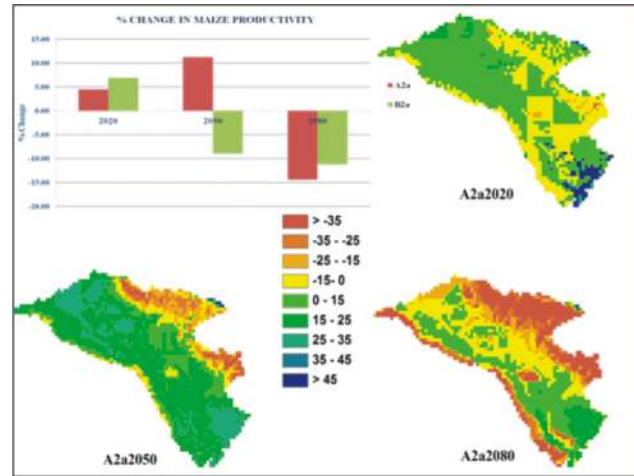 % CHANGE IN MAIZE PRODUCTIVITY
15.00
10.00
5.00
0.00
-5.00
-10.00
-15.00
-20.00
% Change
2020
2050
2080
A2a
B2a
A2a2020
> -35
-35 - -25
-25 - -15
-15- 0
0 - 15
15 - 25
25 - 35
35 - 45
> 45
A2a2050
A2a2080